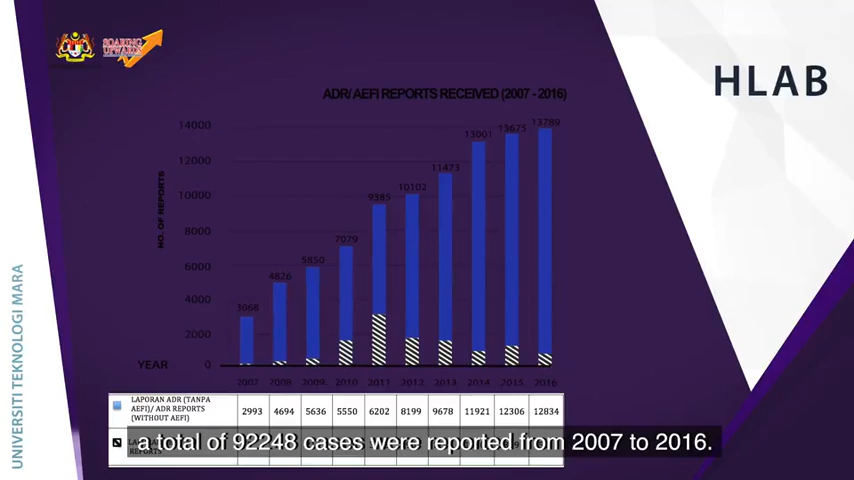 SOARING
UPWARDS
HLAB
ADR/ AEFI REPORTS RECEIVED (2007 - 2016)
NO. OF REPORTS
14000
12000
10000
8000
6000
4000
2000
0
3068
4826
5850
7079
9385
10102
11473
13001
13675
13789
YEAR
2007 2008 2009 2010 2011 2012 2013 2014 2015 2016
LAPORAN ADR (TANPA
AEFI)/ ADR REPORTS
(WITHOUT AEFI)
2993 4694 5636 5550 6202 8199 9678 11921 12306 12834
REPORTS
a total of 92248 cases were reported from 2007 to 2016.
UNIVERSITI TEKNOLOGI MARA